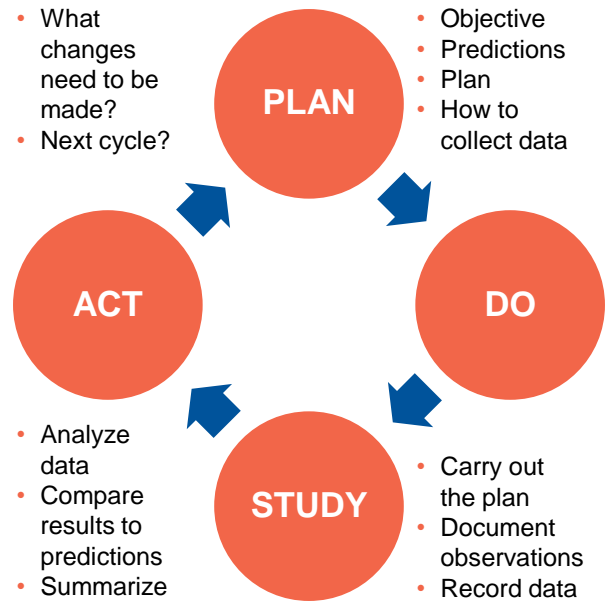 • What
changes
need to be
made?
• Next cycle?
PLAN
• Objective
• Predictions
• Plan
• How to
collect data
ACT
DO
• Analyze
data
• Compare
results to
predictions
• Summarize
STUDY
• Carry out
the plan
• Document
observations
• Record data